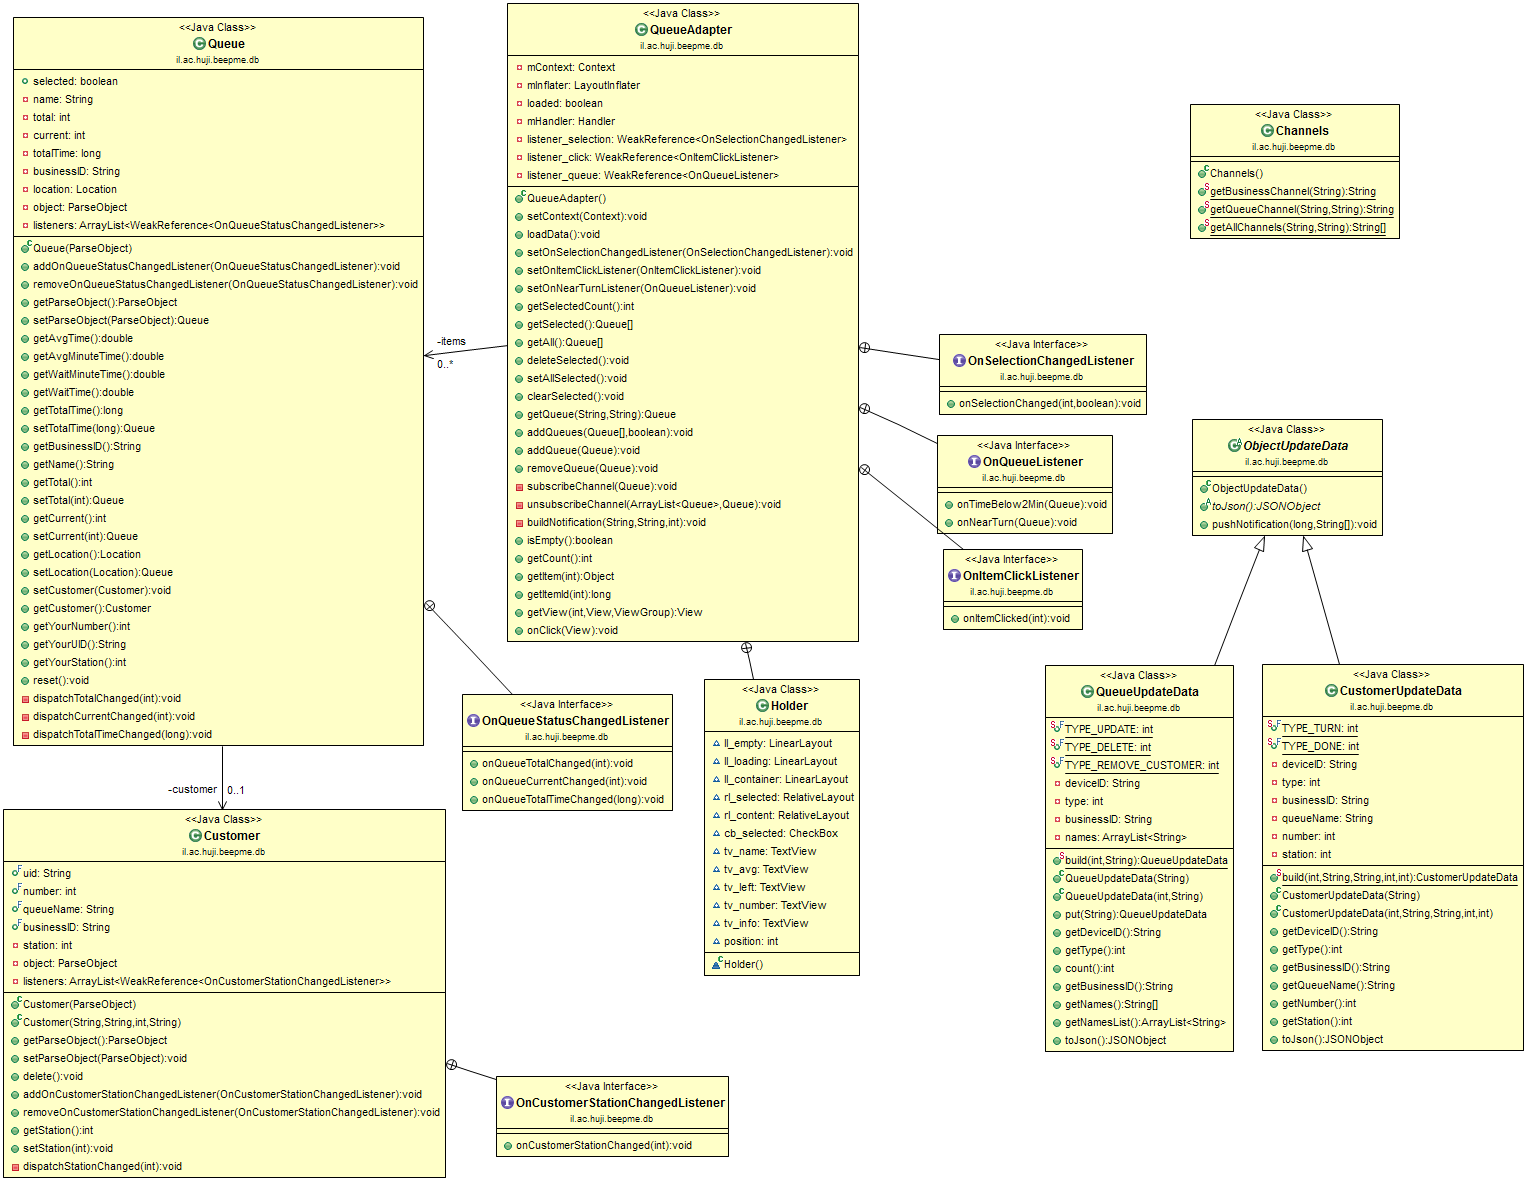 <<Java Class>>
Queue
il.ac.huji.beepme.db
selected: boolean
name: String
total: int
current: int
totalTime: long
businessID: String
location: Location
object: ParseObject
listeners: ArrayList<WeakReference<OnQueueStatusChangedListener>>
Queue(ParseObject)
addOnQueueStatusChangedListener(OnQueueStatusChangedListener):void
removeOnQueueStatusChangedListener(OnQueueStatusChangedListener):void
getParseObject():ParseObject
setParseObject(ParseObject):Queue
getAvgTime():double
getAvgMinuteTime():double
getWaitMinuteTime():double
getWaitTime():double
getTotalTime():long
setTotalTime(long):Queue
getBusinessID():String
getName():String
getTotal():int
setTotal(int):Queue
getCurrent():int
setCurrent(int):Queue
getLocation():Location
setLocation(Location):Queue
setCustomer(Customer):void
getCustomer():Customer
getYourNumber():int
getYourUID():String
getYourStation():int
reset():void
dispatchTotalChanged(int):void
dispatchCurrentChanged(int):void
dispatchTotalTimeChanged(long):void
-items
0..*
<<Java Class>>
QueueAdapter
il.ac.huji.beepme.db
mContext: Context
mInflater: LayoutInflater
loaded: boolean
mHandler: Handler
listener_selection: WeakReference<OnSelectionChangedListener>
listener_click: WeakReference<OnItemClickListener>
listener_queue: WeakReference<OnQueueListener>
QueueAdapter()
setContext(Context):void
loadData():void
setOnSelectionChangedListener(OnSelectionChangedListener):void
setOnItemClickListener(OnItemClickListener):void
setOnNearTurnListener(OnQueueListener):void
getSelectedCount():int
getSelected():Queue[]
getAll():Queue[]
deleteSelected():void
setAllSelected():void
clearSelected():void
getQueue(String,String):Queue
addQueues(Queue[],boolean):void
addQueue(Queue):void
removeQueue(Queue):void
subscribeChannel(Queue):void
unsubscribeChannel(ArrayList<Queue>,Queue):void
buildNotification(String,String,int):void
isEmpty():boolean
getCount():int
getItem(int):Object
getItemId(int):long
getView(int,View,ViewGroup):View
onClick(View):void
<<Java Class>>
Channels
il.ac.huji.beepme.db
Channels()
getBusinessChannel(String):String
getQueueChannel(String,String):String
getAllChannels(String,String):String[]
<<Java Interface>>
OnSelectionChangedListener
il.ac.huji.beepme.db
onSelectionChanged(int,boolean):void
<<Java Interface>>
OnQueueListener
il.ac.huji.beepme.db
onTimeBelow2Min(Queue):void
onNearTurn(Queue):void
<<Java Interface>>
OnItemClickListener
il.ac.huji.beepme.db
onItemClicked(int):void
<<Java Class>>
ObjectUpdateData
il.ac.huji.beepme.db
ObjectUpdateData()
toJson():JSONObject
pushNotification(long,String[]):void
<<Java Interface>>
OnQueueStatusChangedListener
il.ac.huji.beepme.db
onQueueTotalChanged(int):void
onQueueCurrentChanged(int):void
onQueueTotalTimeChanged(long):void
<<Java Class>>
Holder
il.ac.huji.beepme.db
ll_empty: LinearLayout
ll_loading: LinearLayout
ll_container: LinearLayout
rl_selected: RelativeLayout
rl_content: RelativeLayout
cb_selected: CheckBox
tv_name: TextView
tv_avg: TextView
tv_left: TextView
tv_number: TextView
tv_info: TextView
position: int
Holder()
<<Java Class>>
QueueUpdateData
il.ac.huji.beepme.db
TYPE_UPDATE: int
TYPE_DELETE: int
TYPE_REMOVE_CUSTOMER: int
deviceID: String
type: int
businessID: String
names: ArrayList<String>
build(int,String):QueueUpdateData
QueueUpdateData(String)
QueueUpdateData(int,String)
put(String):QueueUpdateData
getDeviceID():String
getType():int
count():int
getBusinessID():String
getNames():String[]
getNamesList():ArrayList<String>
toJson():JSONObject
<<Java Class>>
CustomerUpdateData
il.ac.huji.beepme.db
TYPE_TURN: int
TYPE_DONE: int
deviceID: String
type: int
businessID: String
queueName: String
number: int
station: int
build(int,String,String,int,int):CustomerUpdateData
CustomerUpdateData(String)
CustomerUpdateData(int,String,String,int,int)
getDeviceID():String
getType():int
getBusinessID():String
getQueueName():String
getNumber():int
getStation():int
toJson():JSONObject
-customer
0..1
<<Java Class>>
Customer
il.ac.huji.beepme.db
uid: String
number: int
queueName: String
businessID: String
station: int
object: ParseObject
listeners: ArrayList<WeakReference<OnCustomerStationChangedListener>>
Customer(ParseObject)
Customer(String,String,int,String)
getParseObject():ParseObject
setParseObject(ParseObject):void
delete():void
addOnCustomerStationChangedListener(OnCustomerStationChangedListener):void
removeOnCustomerStationChangedListener(OnCustomerStationChangedListener):void
getStation():int
setStation(int):void
dispatchStationChanged(int):void
<<Java Interface>>
OnCustomerStationChangedListener
il.ac.huji.beepme.db
onCustomerStationChanged(int):void